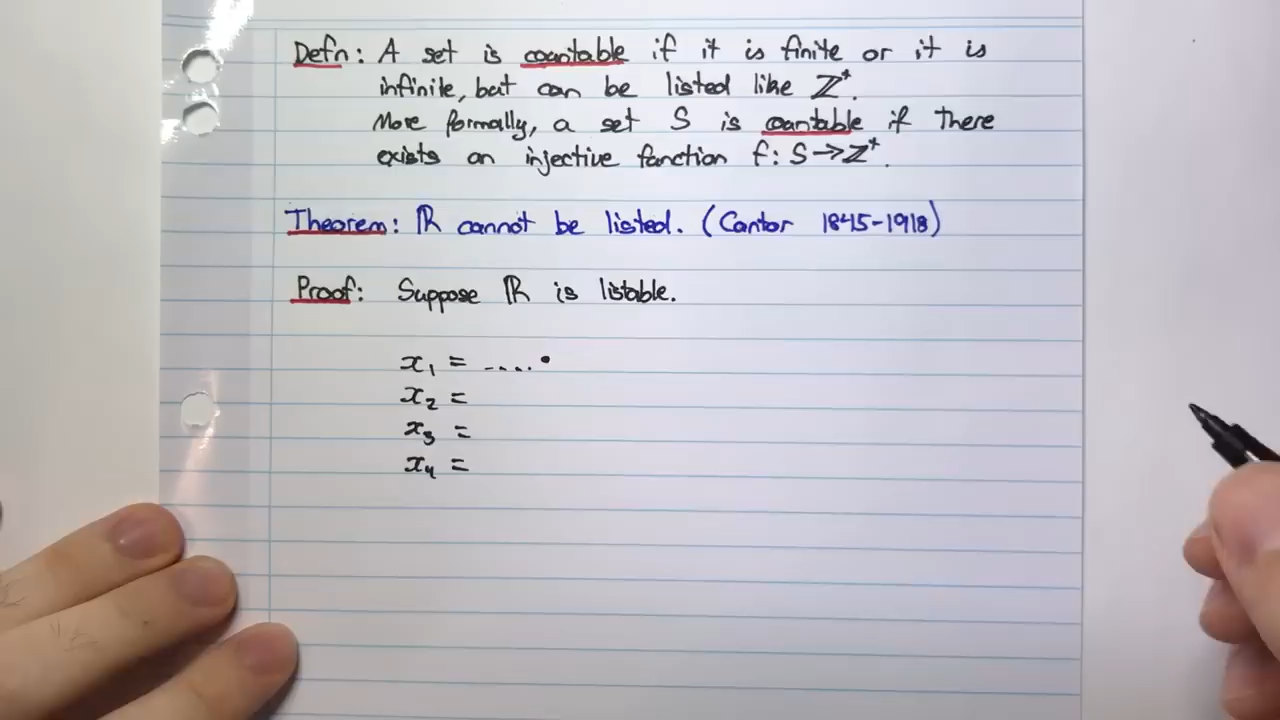 Defn: A set is countable if it is finite or it is
infinite, but can be listed like ℤ⁺.
More formally, a set S is countable if there
exists an injective function f: S→ℤ⁺.
Theorem: ℝ cannot be listed. (Cantor 1845-1918)
Proof: Suppose ℝ is listable.
x₁ = ....•
x₂ =
x₃ =
x₄ =